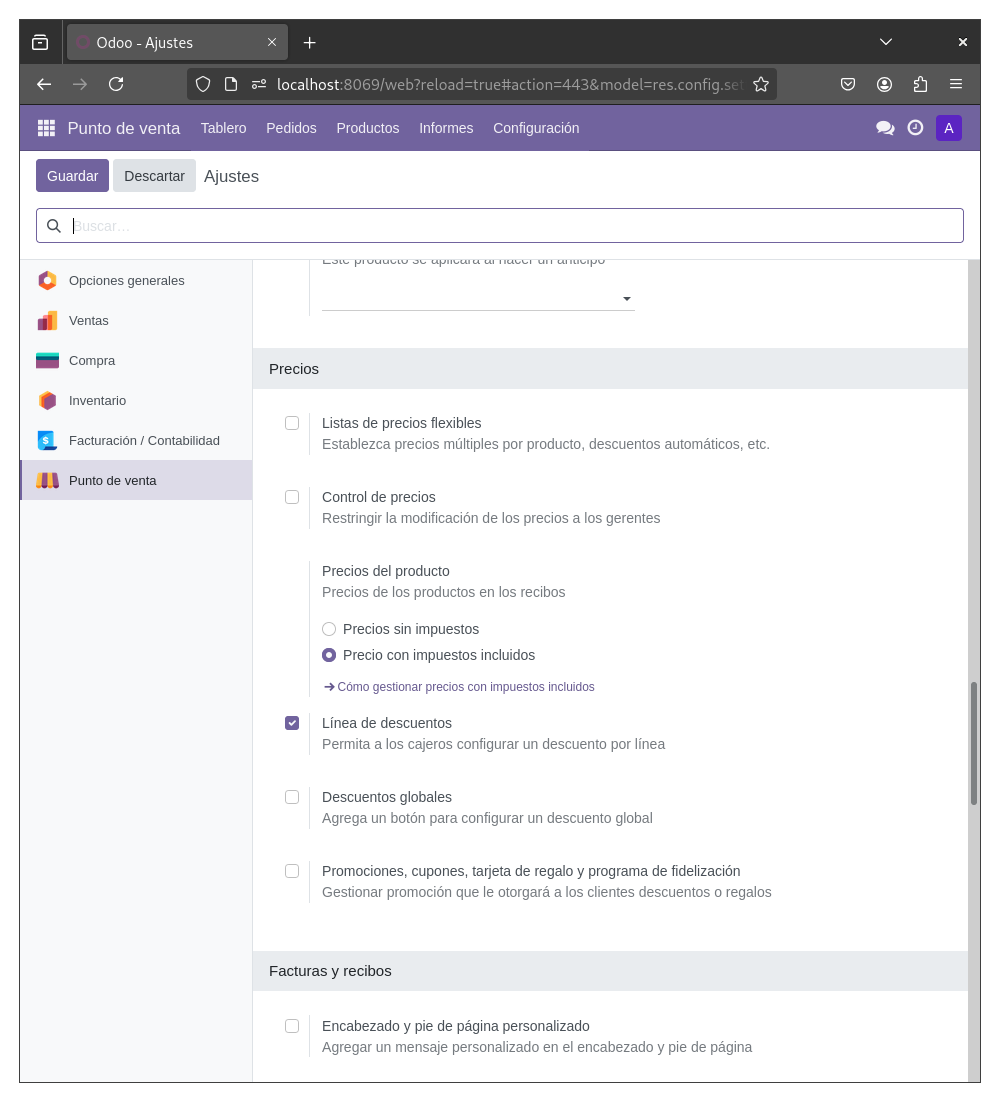 Odoo - Ajustes
localhost:8069/web?reload=true#action=443&model=res.config.set
Punto de venta Tablero Pedidos Productos Informes Configuración A
Guardar Descartar Ajustes
Buscar...
Opciones generales
Ventas
Compra
Inventario
Facturación / Contabilidad
Punto de venta
Este producto se aplicará al hacer un anticipo
Precios
Listas de precios flexibles
Establezca precios múltiples por producto, descuentos automáticos, etc.
Control de precios
Restringir la modificación de los precios a los gerentes
Precios del producto
Precios de los productos en los recibos
Precios sin impuestos
Precio con impuestos incluidos
Cómo gestionar precios con impuestos incluidos
Línea de descuentos
Permita a los cajeros configurar un descuento por línea
Descuentos globales
Agrega un botón para configurar un descuento global
Promociones, cupones, tarjeta de regalo y programa de fidelización
Gestionar promoción que le otorgará a los clientes descuentos o regalos
Facturas y recibos
Encabezado y pie de página personalizado
Agregar un mensaje personalizado en el encabezado y pie de página